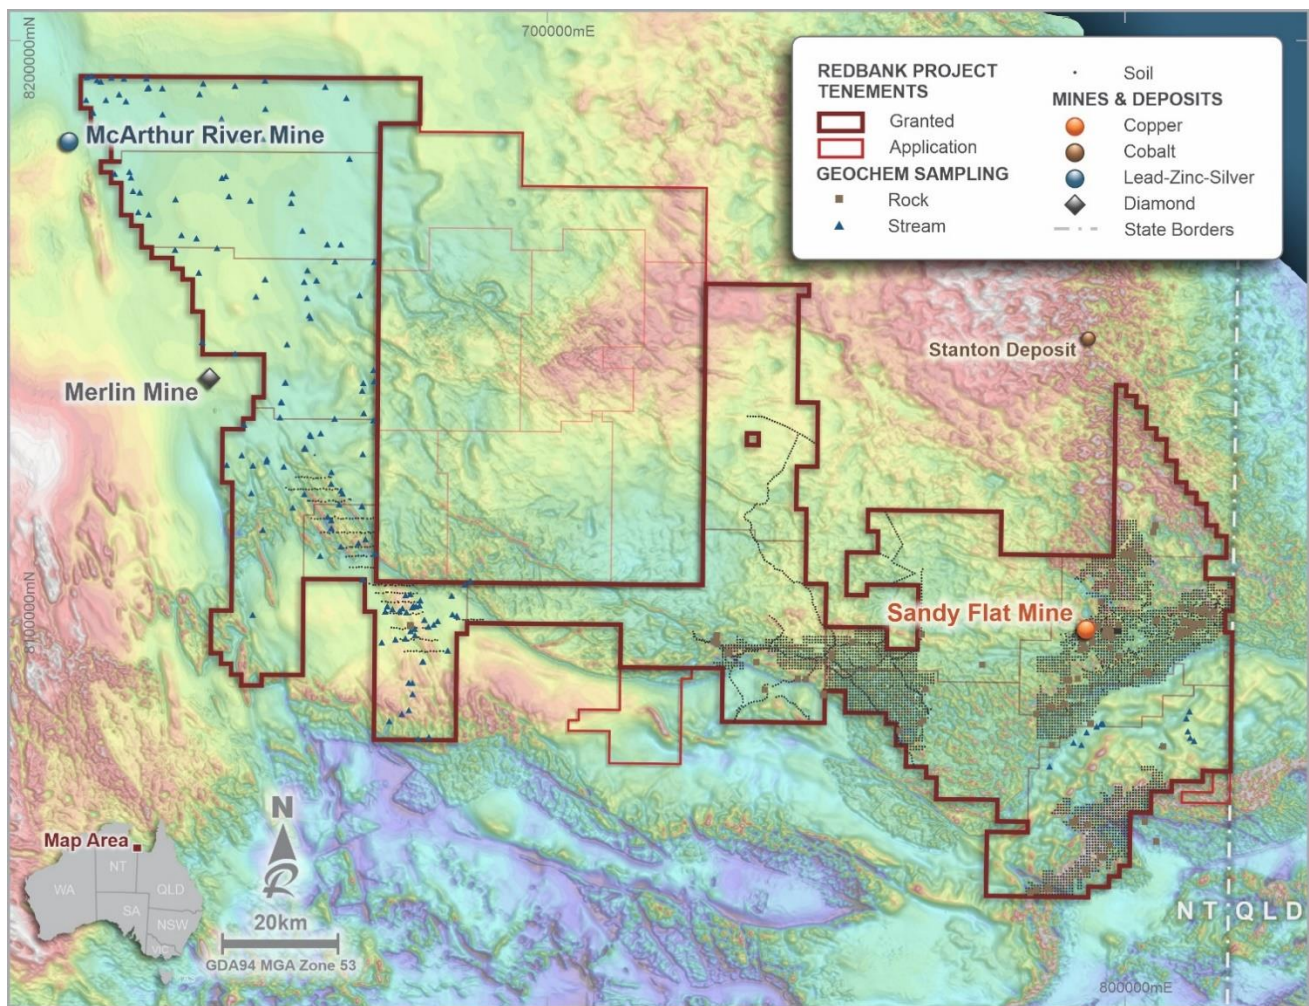 700000mE
8200000mN
REDBANK PROJECT
TENEMENTS
Granted
Application
GEOCHEM SAMPLING
Rock
Stream
Soil
MINES & DEPOSITS
Copper
Cobalt
Lead-Zinc-Silver
Diamond
State Borders
McArthur River Mine
Stanton Deposit
Merlin Mine
8100000mN
Sandy Flat Mine
N
Map Area
NT
WA
QLD
SA
NSW
VIC
20km
GDA94 MGA Zone 53
NT QLD
800000mE